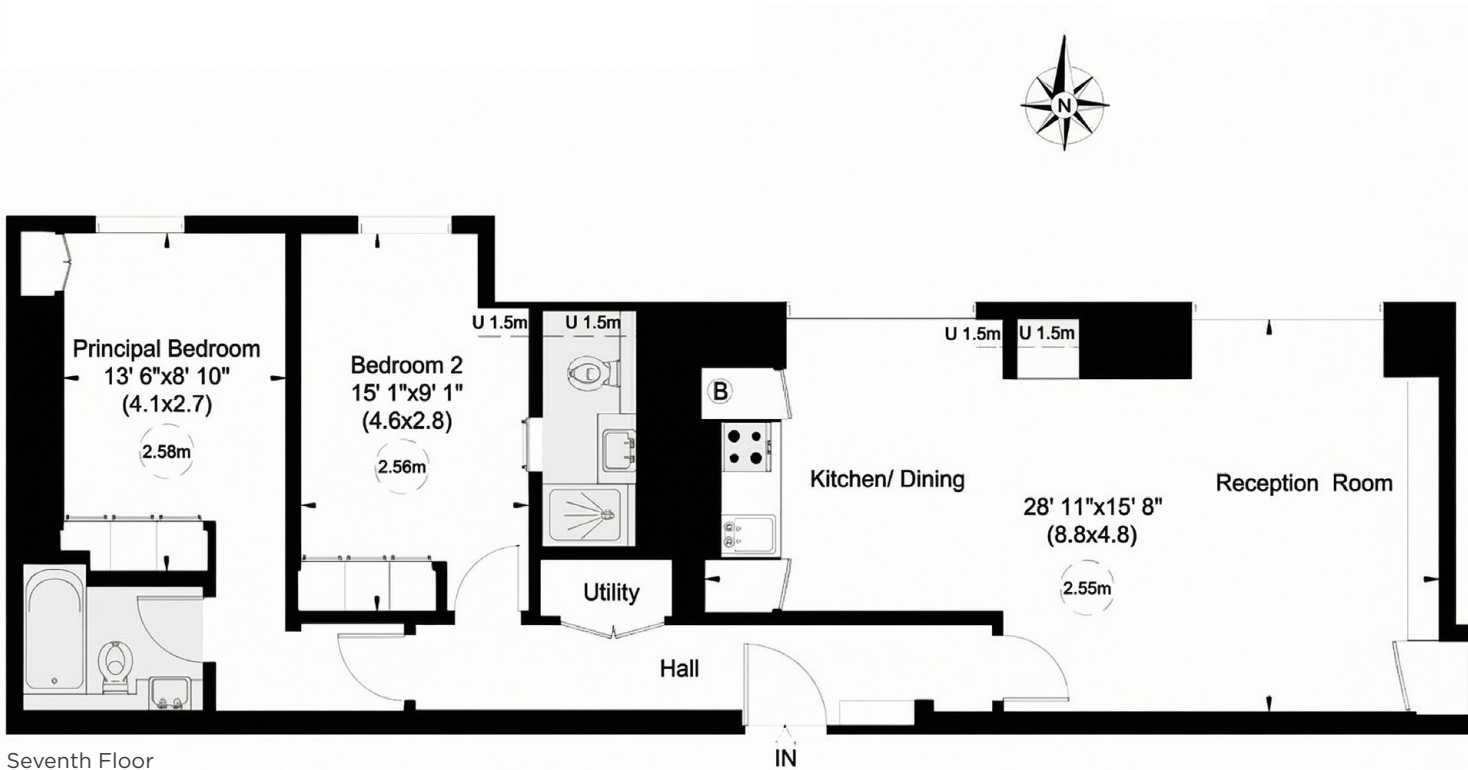 N
U 1.5m
U 1.5m
U 1.5m
U 1.5m
Principal Bedroom
13' 6"x8' 10"
(4.1x2.7)
2.58m
Bedroom 2
15' 1"x9' 1"
(4.6x2.8)
2.56m
B
Kitchen/ Dining
Reception Room
28' 11"x15' 8"
(8.8x4.8)
2.55m
Utility
Hall
IN
Seventh Floor